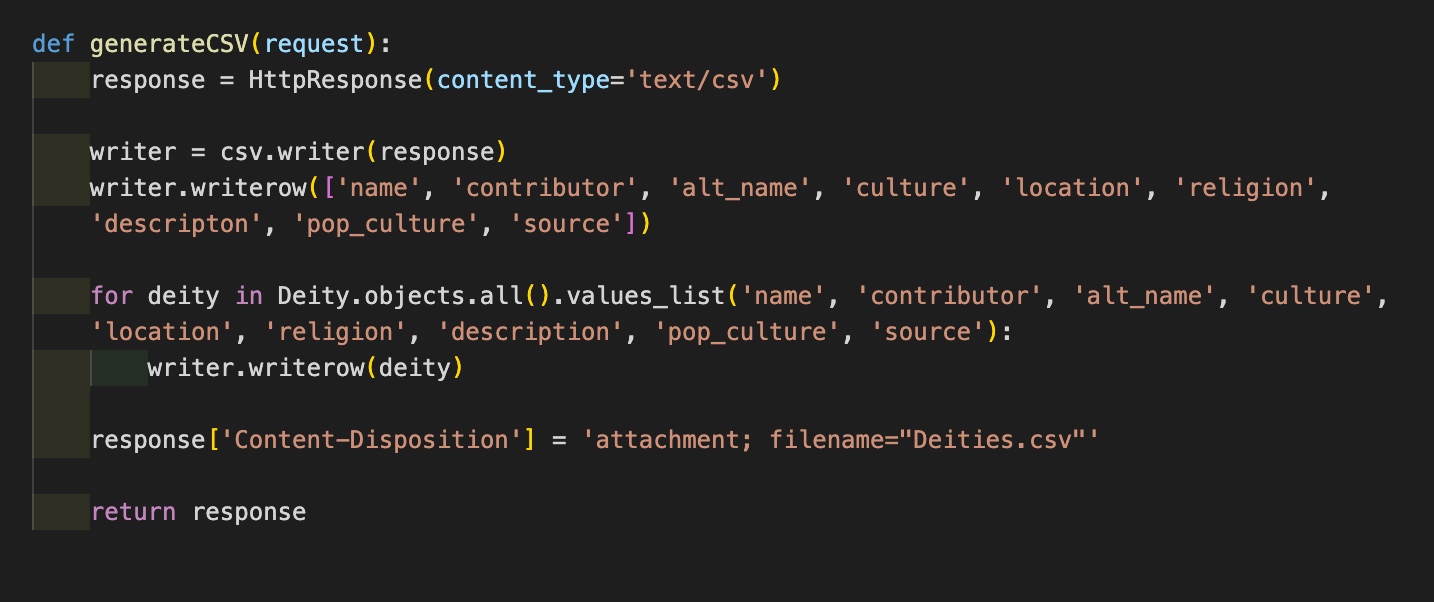 def generateCSV(request):
    response = HttpResponse(content_type='text/csv')

    writer = csv.writer(response)
    writer.writerow(['name', 'contributor', 'alt_name', 'culture', 'location', 'religion',
    'descripton', 'pop_culture', 'source'])

    for deity in Deity.objects.all().values_list('name', 'contributor', 'alt_name', 'culture',
    'location', 'religion', 'description', 'pop_culture', 'source'):
        writer.writerow(deity)

    response['Content-Disposition'] = 'attachment; filename="Deities.csv"'

    return response